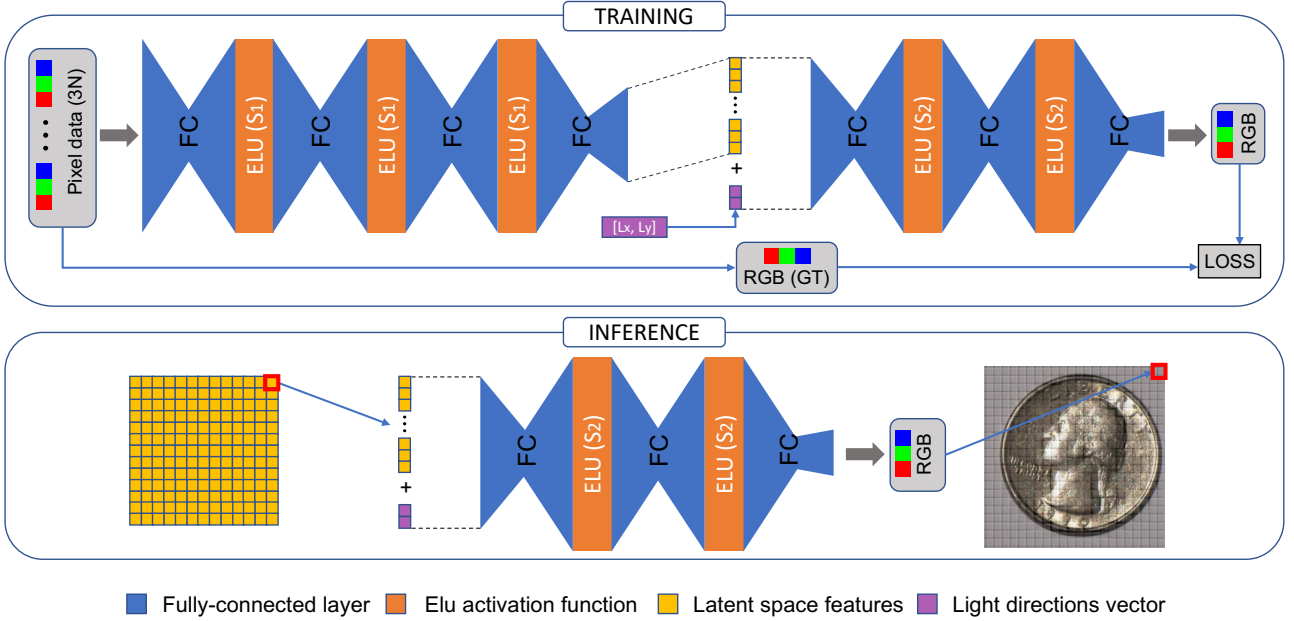 TRAINING
Pixel data (3N)
FC
ELU (S1)
FC
ELU (S1)
FC
ELU (S1)
FC
+
[Lx, Ly]
FC
ELU (S2)
FC
ELU (S2)
FC
RGB
RGB (GT)
LOSS
INFERENCE
+
FC
ELU (S2)
FC
ELU (S2)
FC
RGB
Fully-connected layer
Elu activation function
Latent space features
Light directions vector